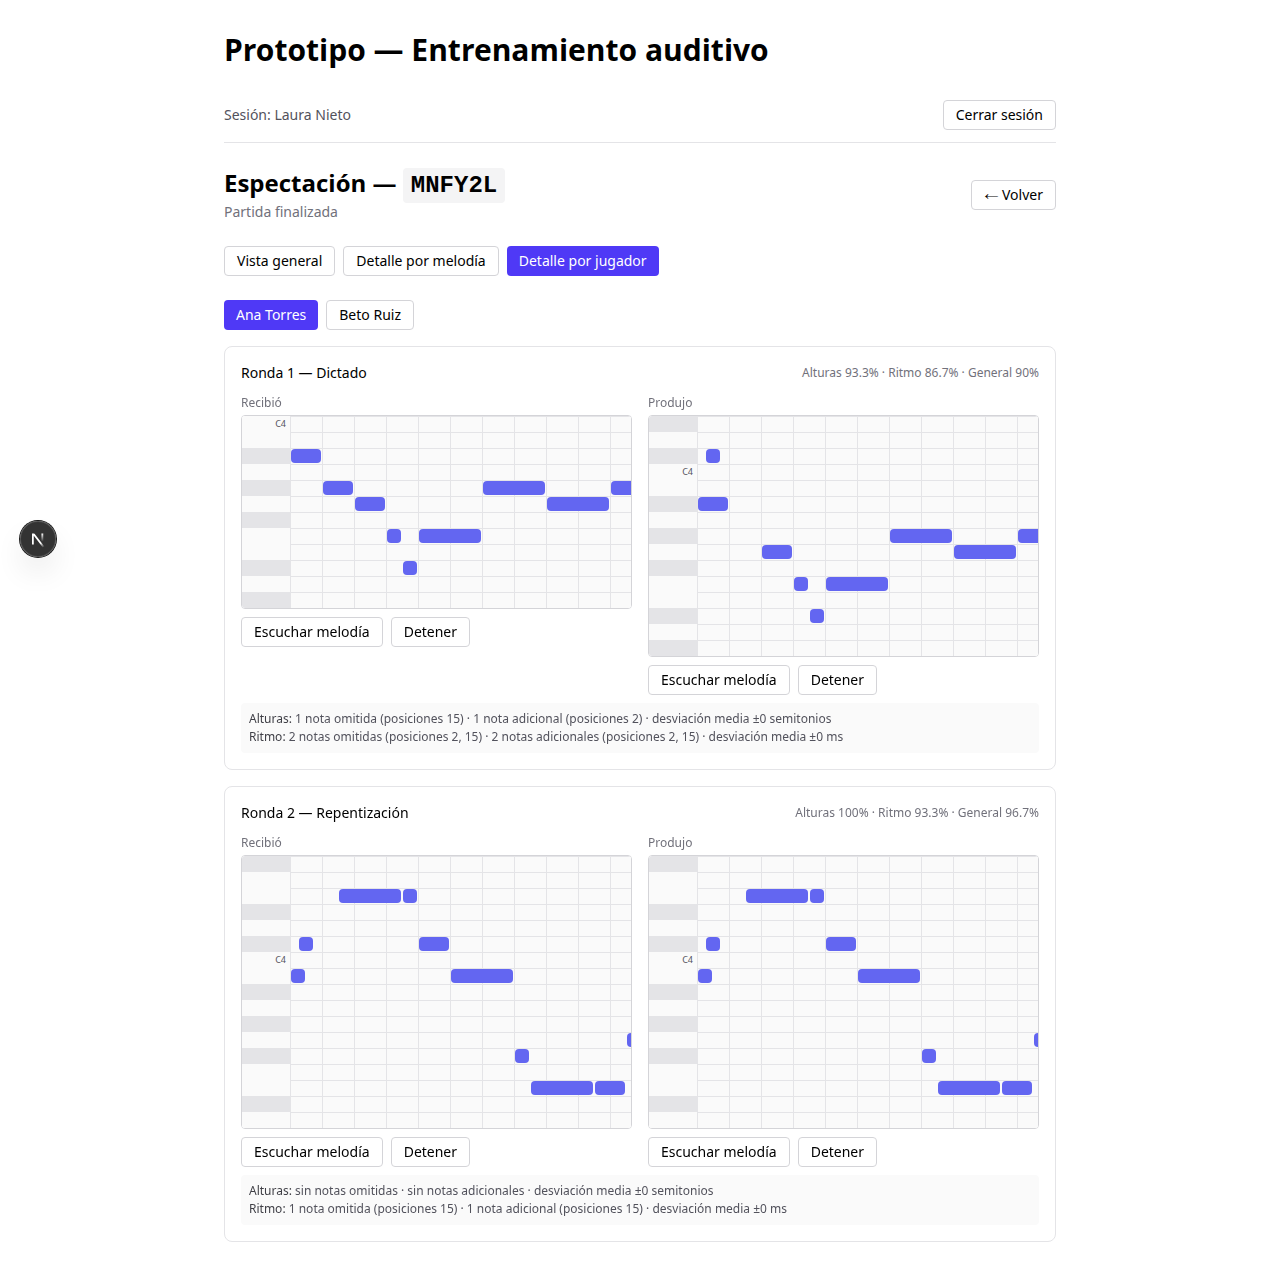 Prototipo — Entrenamiento auditivo
Sesión: Laura Nieto
Cerrar sesión
Espectación — MNFY2L
Partida finalizada
← Volver
Vista general
Detalle por melodía
Detalle por jugador
Ana Torres
Beto Ruiz
Ronda 1 — Dictado
Alturas 93.3% · Ritmo 86.7% · General 90%
Recibió
C4
Escuchar melodía
Detener
Produjo
C4
Escuchar melodía
Detener
Alturas: 1 nota omitida (posiciones 15) · 1 nota adicional (posiciones 2) · desviación media ±0 semitonios
Ritmo: 2 notas omitidas (posiciones 2, 15) · 2 notas adicionales (posiciones 2, 15) · desviación media ±0 ms
Ronda 2 — Repentización
Alturas 100% · Ritmo 93.3% · General 96.7%
Recibió
C4
Escuchar melodía
Detener
Produjo
C4
Escuchar melodía
Detener
Alturas: sin notas omitidas · sin notas adicionales · desviación media ±0 semitonios
Ritmo: 1 nota omitida (posiciones 15) · 1 nota adicional (posiciones 15) · desviación media ±0 ms
N